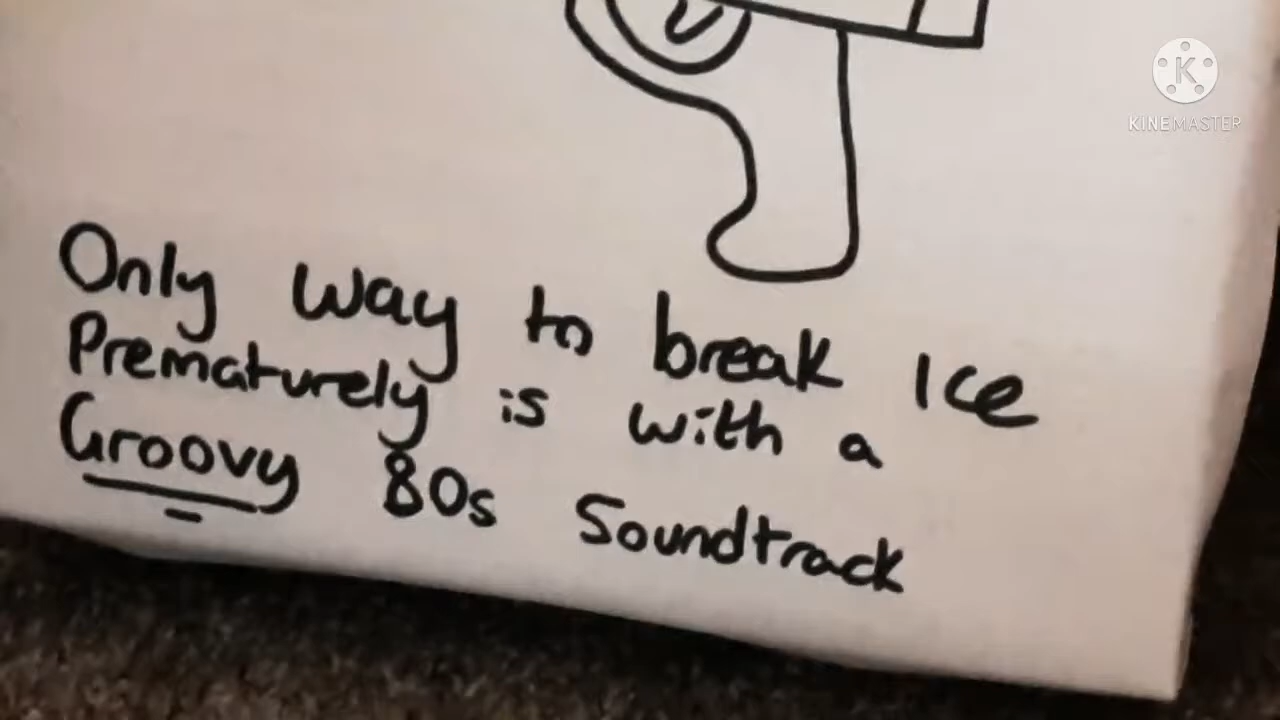 KINEMASTER
Only way to break Ice
Prematurely is with a
Groovy 80s Soundtrack